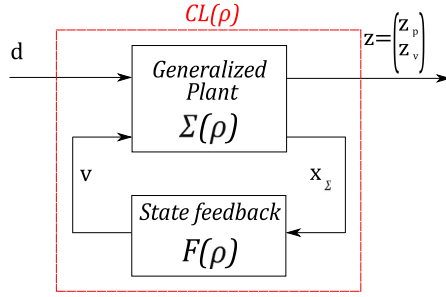 CL(ρ)
d
Generalized
Plant
Σ(ρ)
z=(z_p
z_v)
v
x_Σ
State feedback
F(ρ)